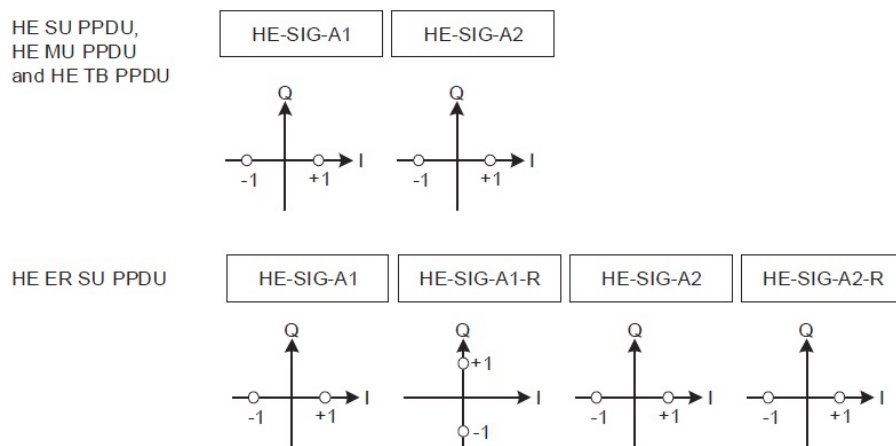 HE SU PPDU,
HE MU PPDU
and HE TB PPDU
HE-SIG-A1
HE-SIG-A2
Q
Q
I
I
-1
+1
-1
+1
HE ER SU PPDU
HE-SIG-A1
HE-SIG-A1-R
HE-SIG-A2
HE-SIG-A2-R
Q
Q
Q
Q
+1
I
I
I
I
-1
+1
-1
-1
+1
-1
+1